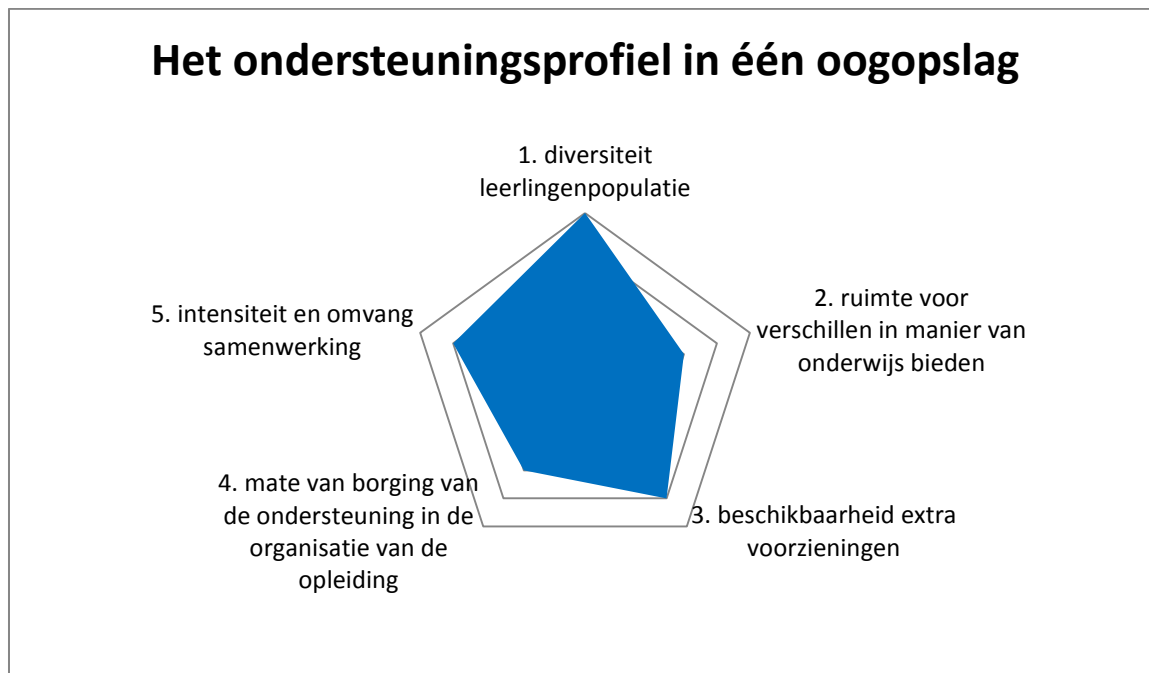 Het ondersteuningsprofiel in één oogopslag
1. diversiteit
leerlingenpopulatie
2. ruimte voor
verschillen in manier van
onderwijs bieden
3. beschikbaarheid extra
voorzieningen
4. mate van borging van
de ondersteuning in de
organisatie van de
opleiding
5. intensiteit en omvang
samenwerking